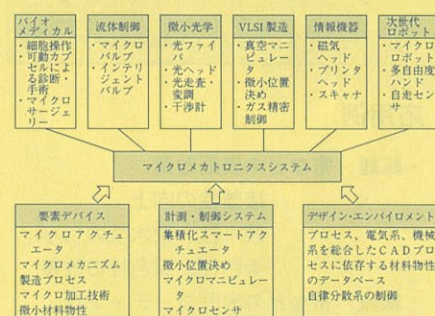 バイオ
メディカル
・細胞操作
・可動カプ
セルによ
る診断・
手術
・マイクロ
サージェ
リー
流体制御
・マイクロ
バルブ
・インテリ
ジェント
バルブ
微小光学
・光ファイ
バ
・光ヘッド
・光走査・
変調
・干渉計
VLSI 製造
・真空マニ
ピュレー
タ
・微小位置
決め
・ガス精密
制御
情報機器
・磁気
ヘッド
・プリンタ
ヘッド
・スキャナ
次世代
ロボット
・マイクロ
ロボット
・多自由度
ハンド
・自走セン
サ
マイクロメカトロニクスシステム
要素デバイス
マイクロアクチュ
エータ
マイクロメカニズム
製造プロセス
マイクロ加工技術
微小材料物性
計測・制御システム
集積化スマートアク
チュエータ
微小位置決め
マイクロマニピュレー
タ
マイクロセンサ
デザイン・エンバイロメント
プロセス、電気系、機械
系を総合したCADプロ
セスに依存する材料物性
のデータベース
自律分散系の制御